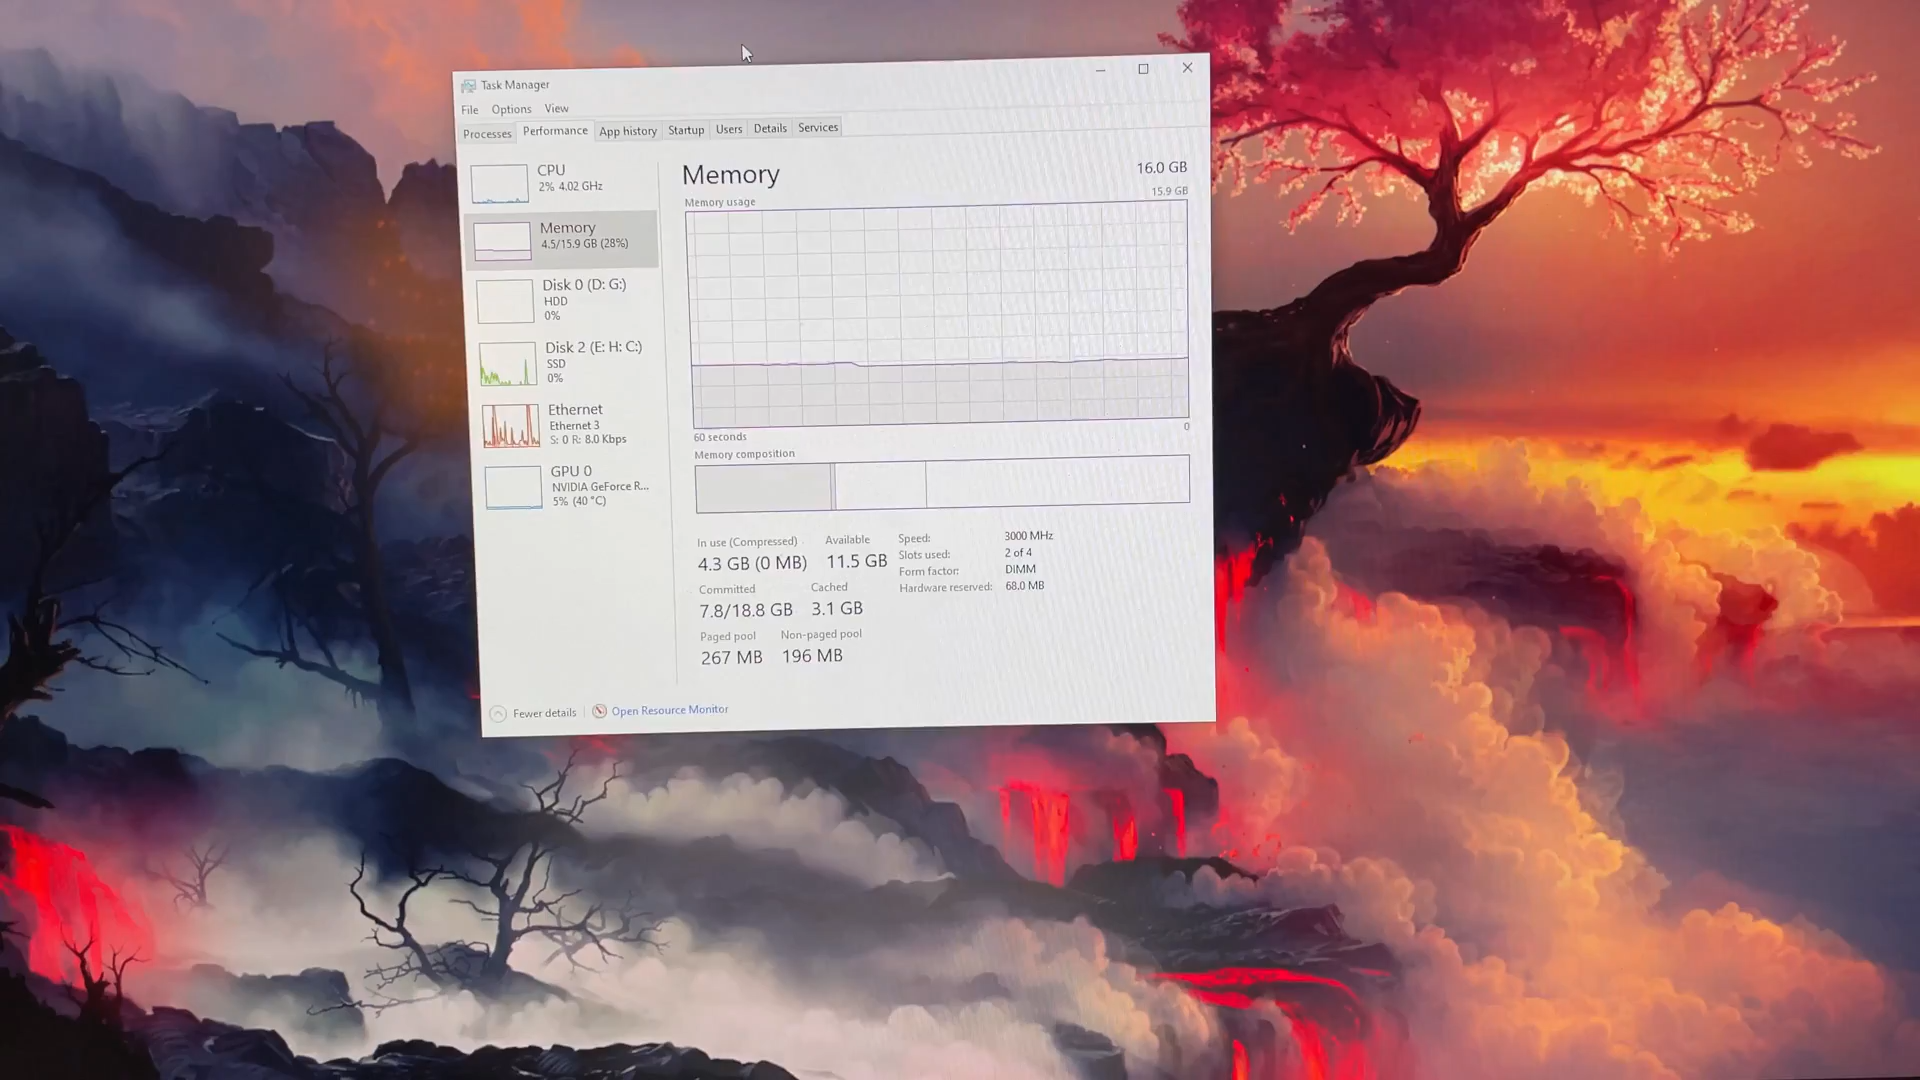 Task Manager
File Options View
Processes Performance App history Startup Users Details Services
CPU
2% 4.02 GHz
Memory
4.5/15.9 GB (28%)
Disk 0 (D: G:)
HDD
0%
Disk 2 (E: H: C:)
SSD
0%
Ethernet
Ethernet 3
S: 0 R: 8.0 Kbps
GPU 0
NVIDIA GeForce R...
5% (40 °C)
Memory 16.0 GB
Memory usage 15.9 GB
60 seconds 0
Memory composition
In use (Compressed) Available
4.3 GB (0 MB) 11.5 GB
Committed Cached
7.8/18.8 GB 3.1 GB
Paged pool Non-paged pool
267 MB 196 MB
Speed: 3000 MHz
Slots used: 2 of 4
Form factor: DIMM
Hardware reserved: 68.0 MB
Fewer details Open Resource Monitor